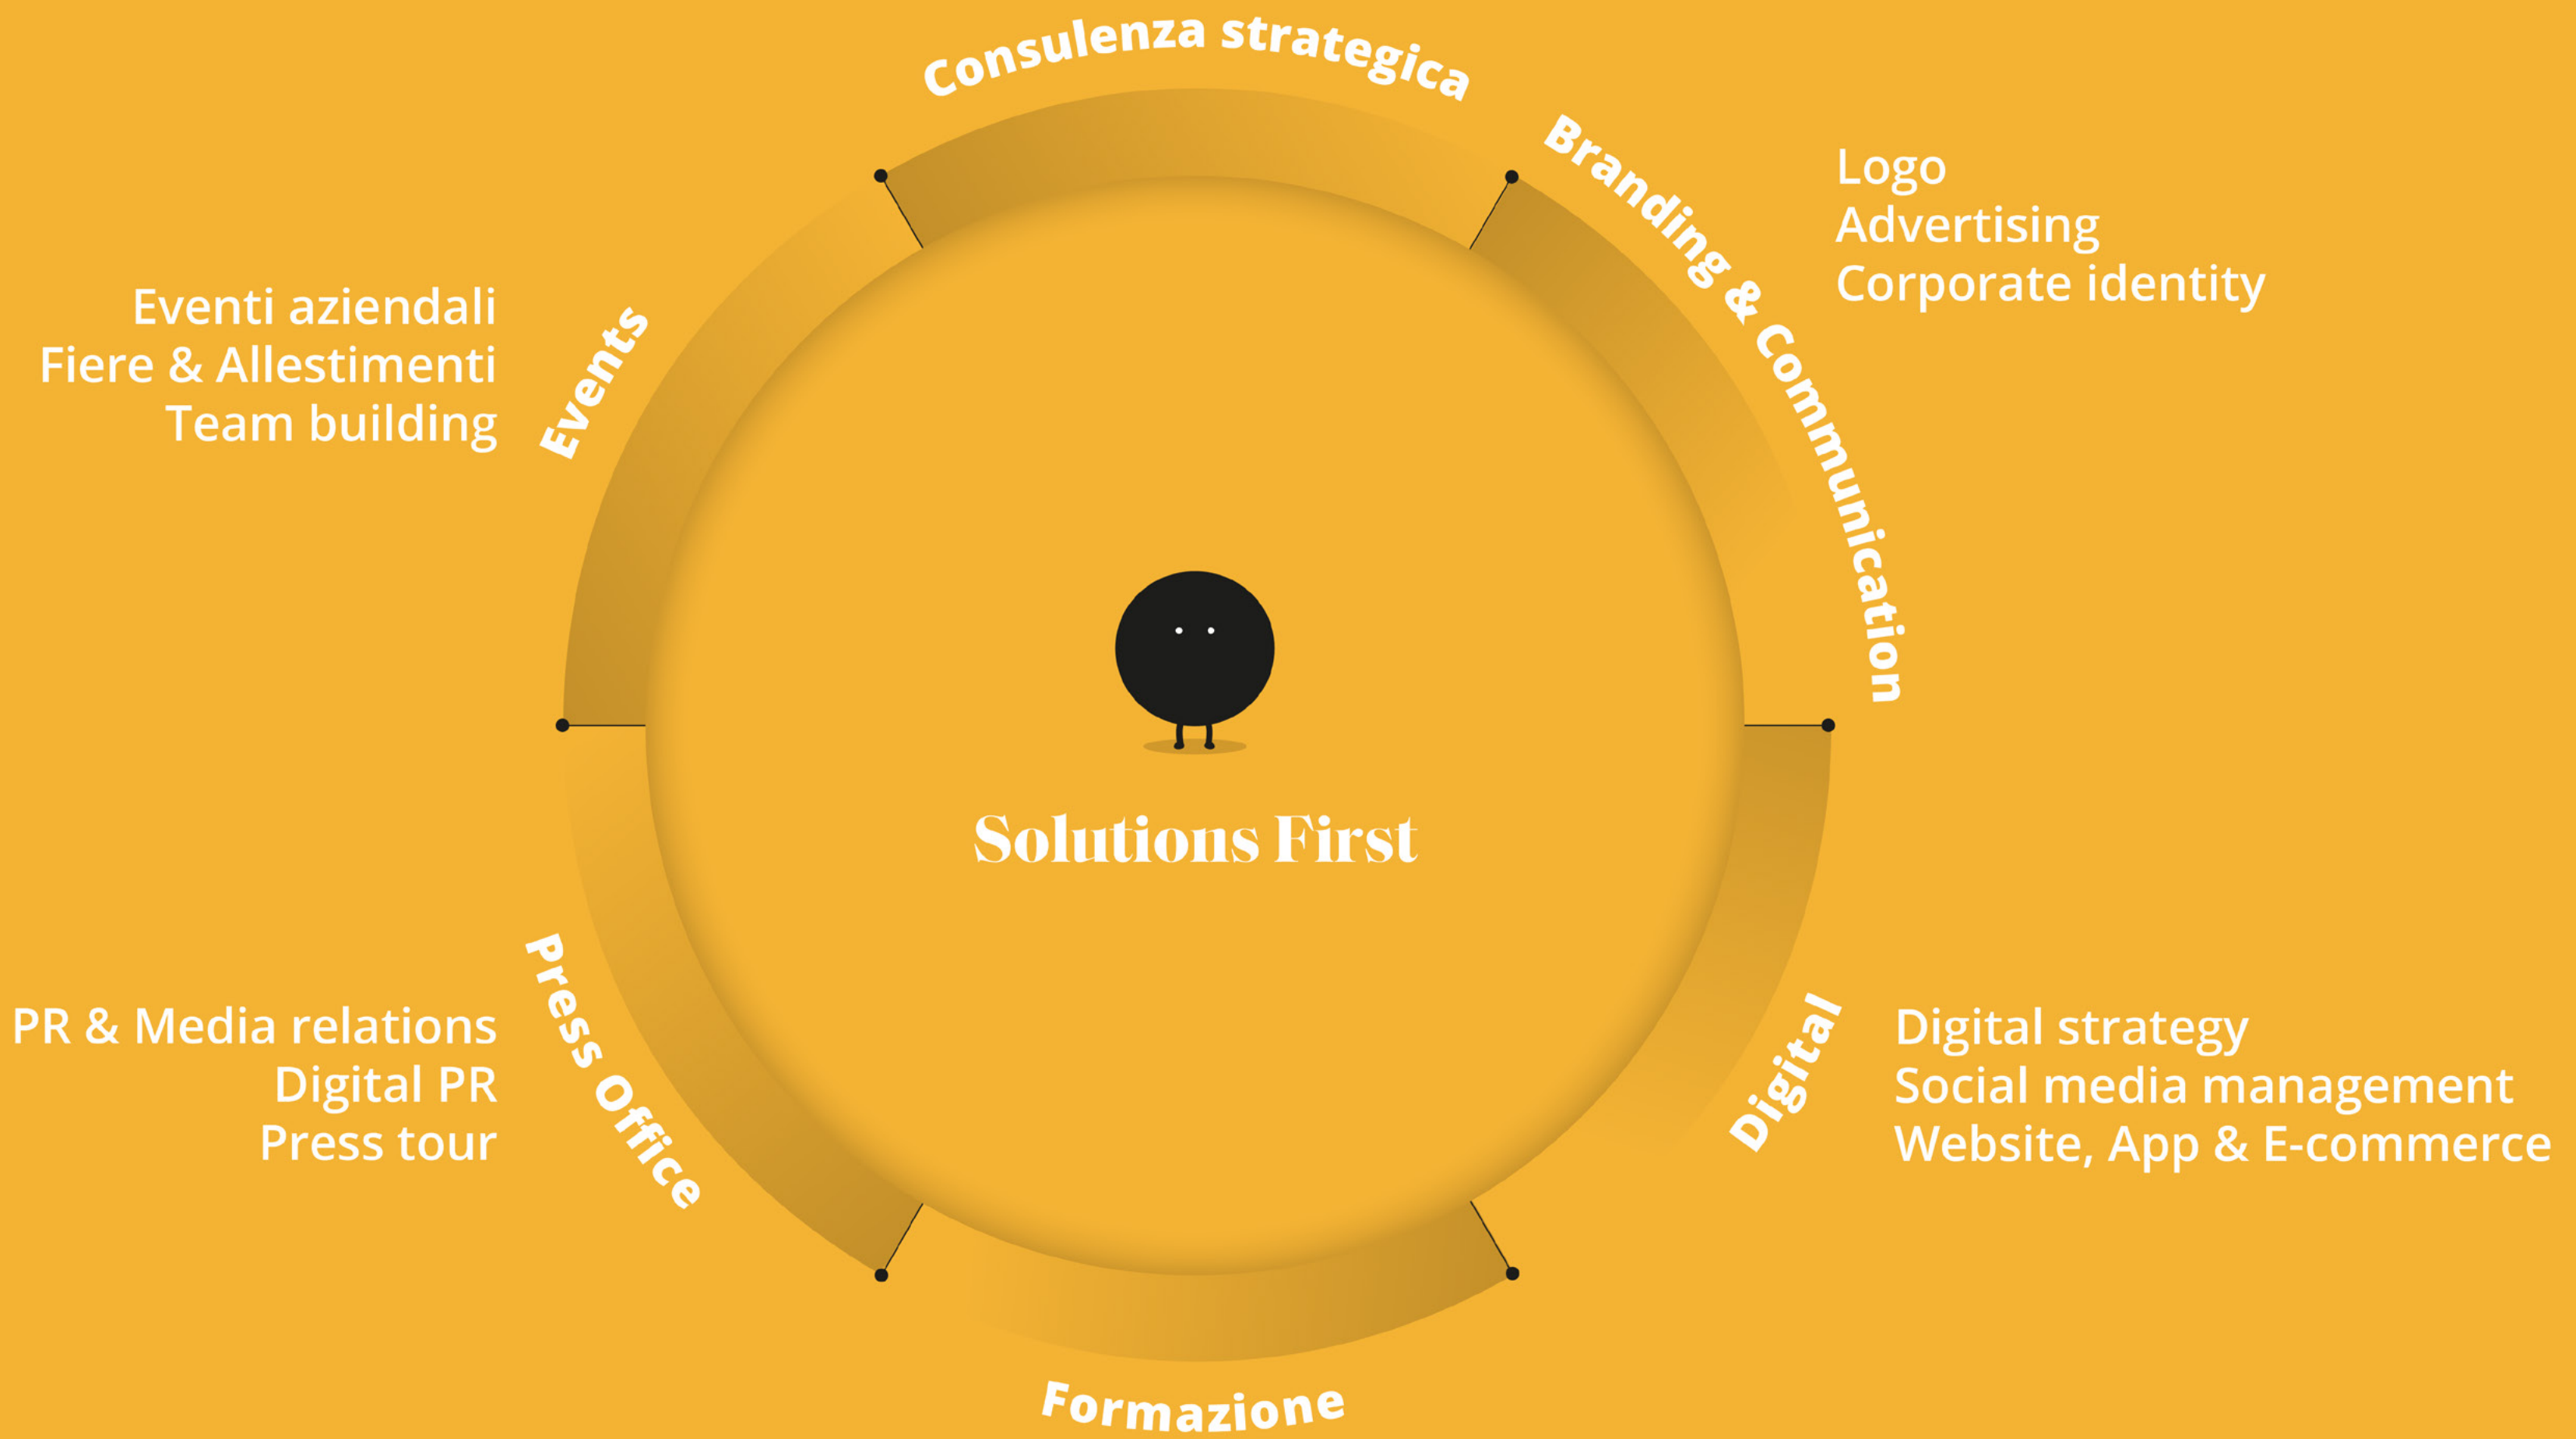 Consulenza strategica
Branding & Communication
Logo
Advertising
Corporate identity
Eventi aziendali
Fiere & Allestimenti
Team building
Events
Solutions First
Press Office
PR & Media relations
Digital PR
Press tour
Digital
Digital strategy
Social media management
Website, App & E-commerce
Formazione